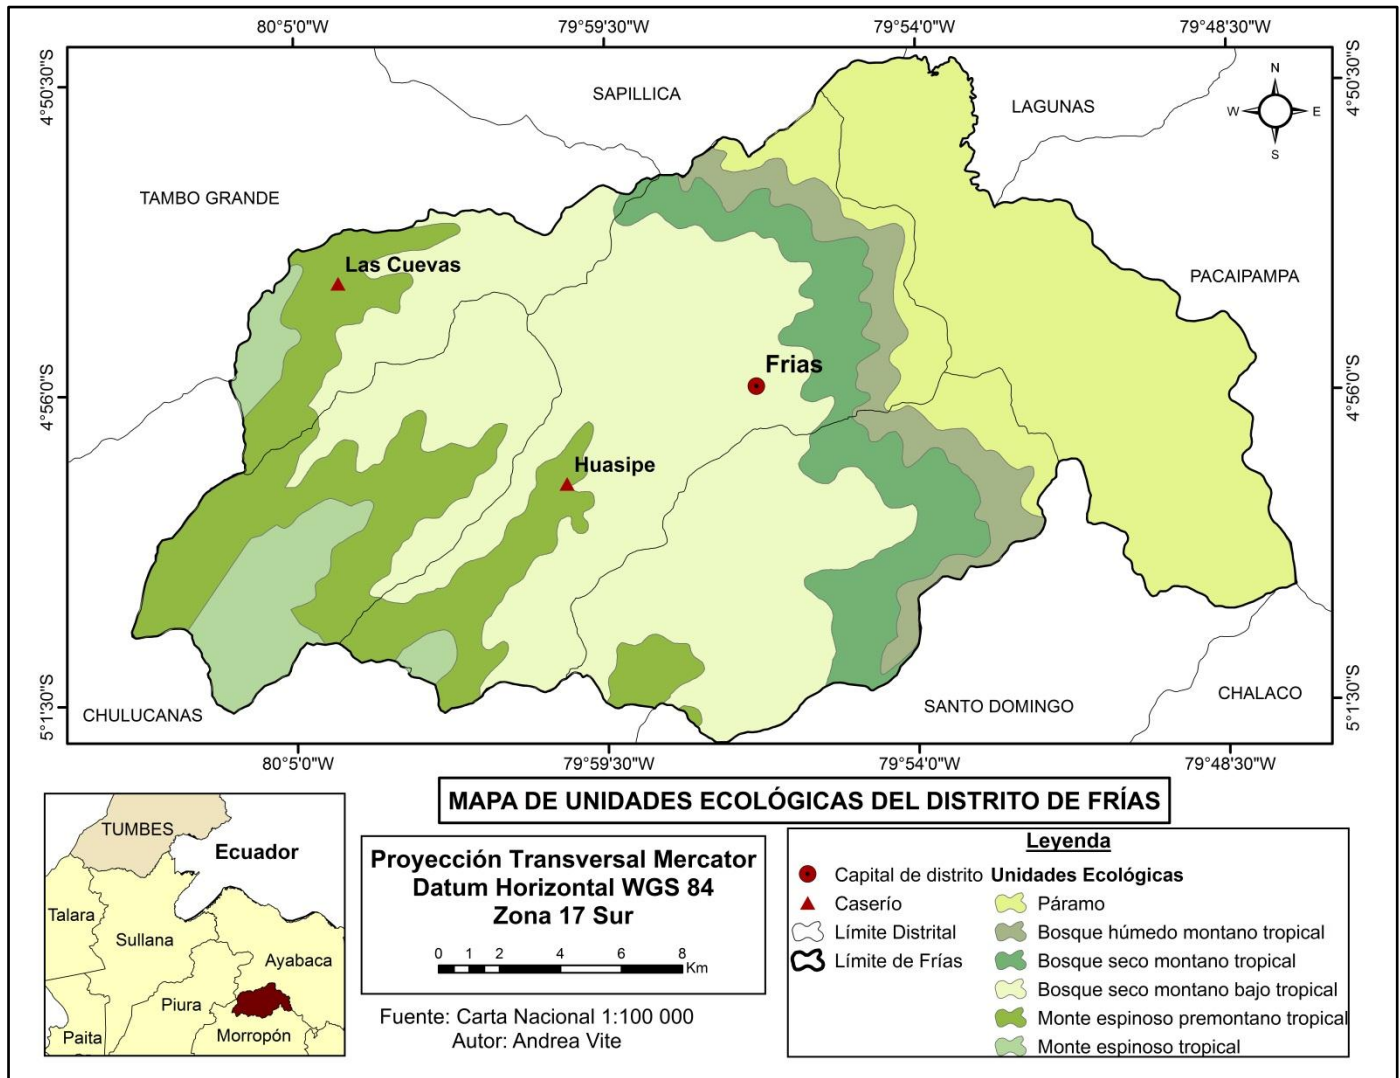 80°5'0"W
79°59'30"W
79°54'0"W
79°48'30"W
4°50'30"S
4°50'30"S
SAPILLICA
LAGUNAS
N
W
E
S
TAMBO GRANDE
Las Cuevas
PACAIPAMPA
Frias
4°56'0"S
4°56'0"S
Huasipe
5°1'30"S
5°1'30"S
CHULUCANAS
SANTO DOMINGO
CHALACO
80°5'0"W
79°59'30"W
79°54'0"W
79°48'30"W
MAPA DE UNIDADES ECOLÓGICAS DEL DISTRITO DE FRÍAS
TUMBES
Ecuador
Talara
Sullana
Ayabaca
Piura
Paita
Morropón
Proyección Transversal Mercator
Datum Horizontal WGS 84
Zona 17 Sur
0 1 2 4 6 8
Km
Fuente: Carta Nacional 1:100 000
Autor: Andrea Vite
Leyenda
Capital de distrito
Caserío
Límite Distrital
Límite de Frías
Unidades Ecológicas
Páramo
Bosque húmedo montano tropical
Bosque seco montano tropical
Bosque seco montano bajo tropical
Monte espinoso premontano tropical
Monte espinoso tropical